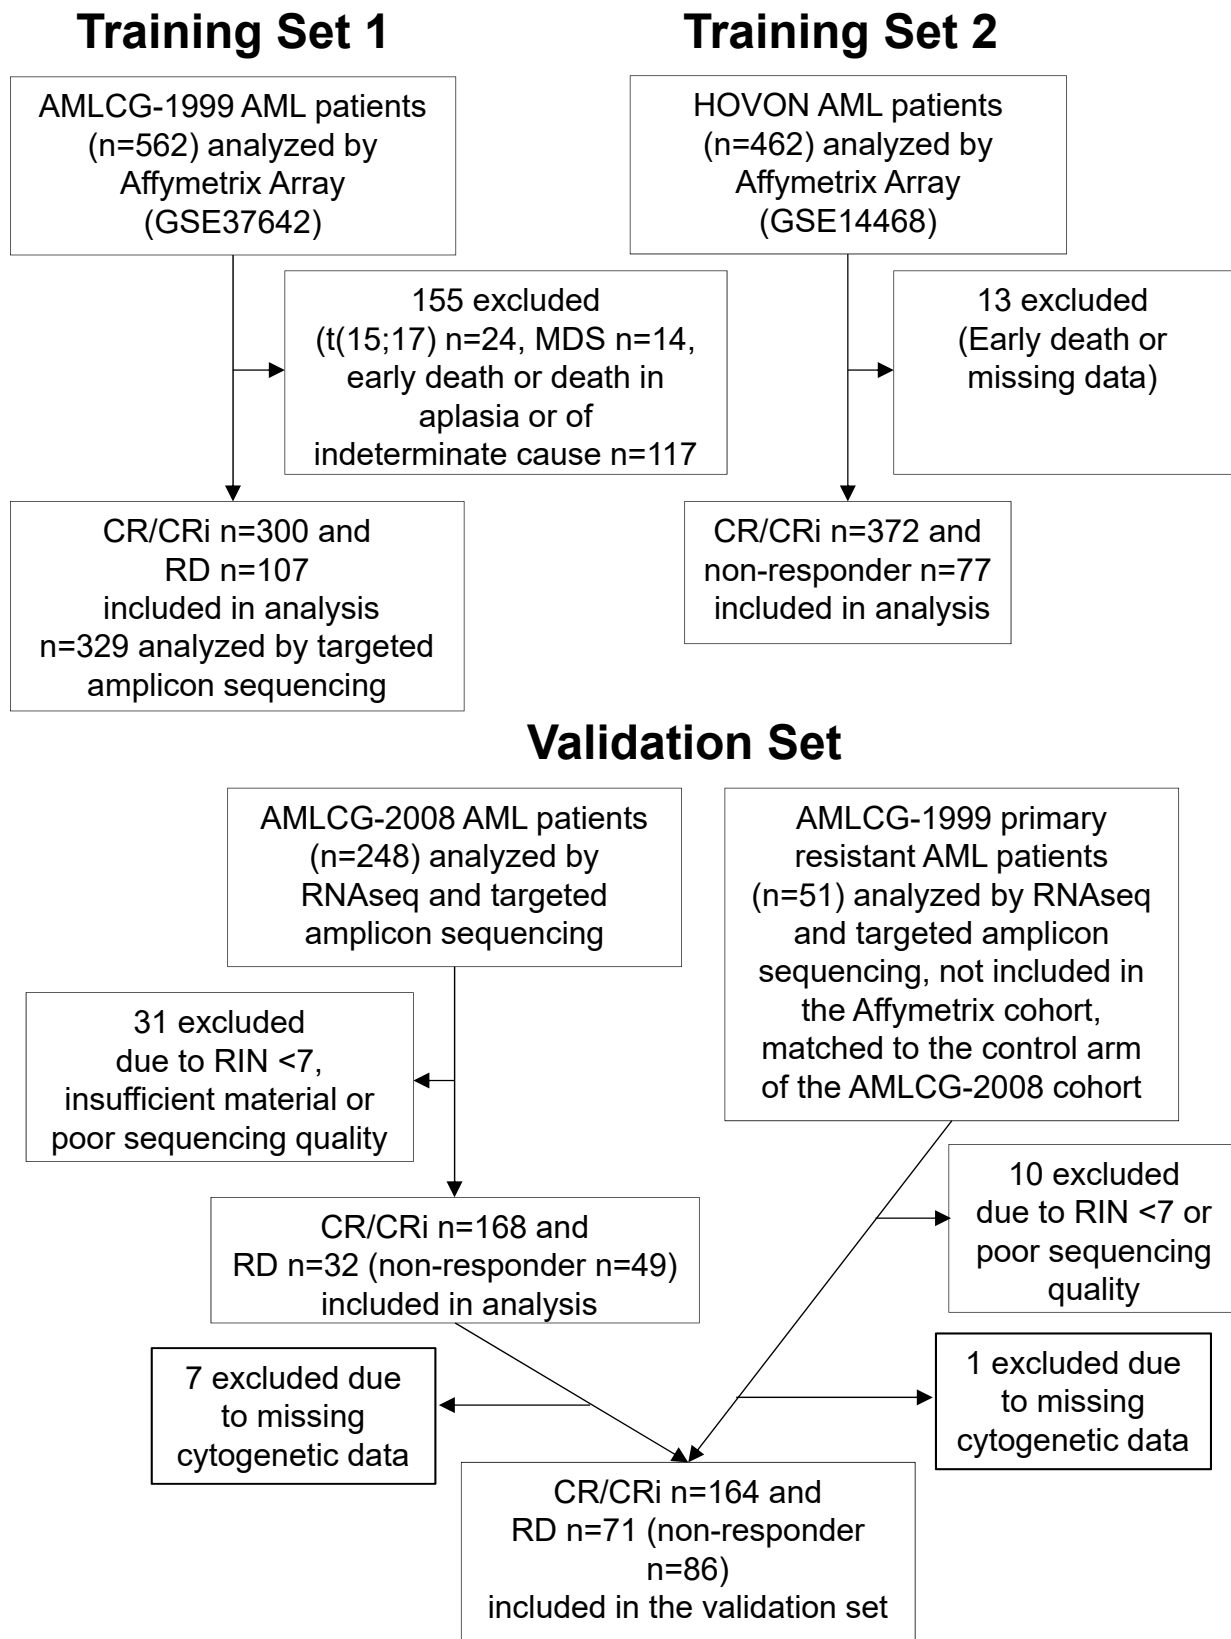 Training Set 1
AMLCG-1999 AML patients
(n=562) analyzed by
Affymetrix Array
(GSE37642)
155 excluded
(t(15;17) n=24, MDS n=14,
early death or death in
aplasia or of
indeterminate cause n=117
CR/CRi n=300 and
RD n=107
included in analysis
n=329 analyzed by targeted
amplicon sequencing
Training Set 2
HOVON AML patients
(n=462) analyzed by
Affymetrix Array
(GSE14468)
13 excluded
(Early death or
missing data)
CR/CRi n=372 and
non-responder n=77
included in analysis
Validation Set
AMLCG-2008 AML patients
(n=248) analyzed by
RNAseq and targeted
amplicon sequencing
31 excluded
due to RIN <7,
insufficient material or
poor sequencing quality
CR/CRi n=168 and
RD n=32 (non-responder n=49)
included in analysis
7 excluded due
to missing
cytogenetic data
AMLCG-1999 primary
resistant AML patients
(n=51) analyzed by RNAseq
and targeted amplicon
sequencing, not included in
the Affymetrix cohort,
matched to the control arm
of the AMLCG-2008 cohort
10 excluded
due to RIN <7 or
poor sequencing
quality
1 excluded due
to missing
cytogenetic data
CR/CRi n=164 and
RD n=71 (non-responder
n=86)
included in the validation set